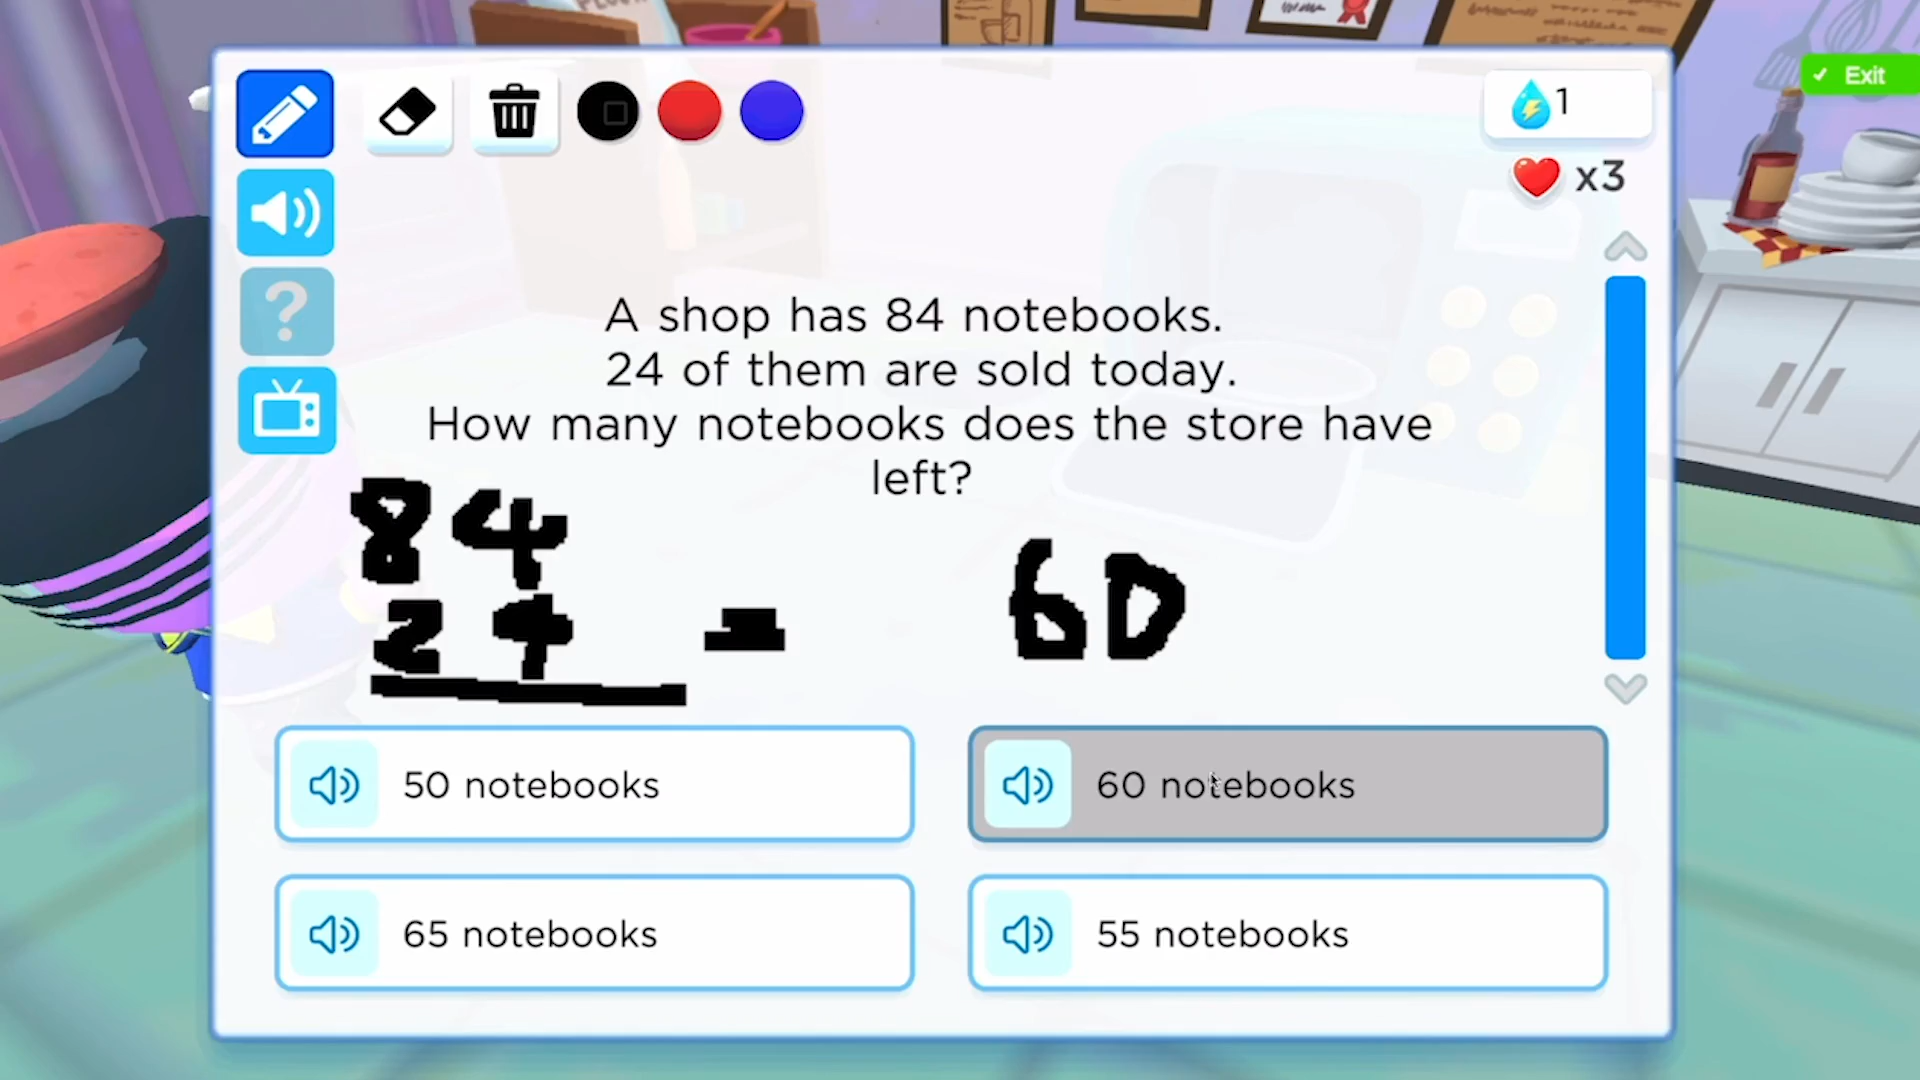 Exit
1
x3
A shop has 84 notebooks.
24 of them are sold today.
How many notebooks does the store have
left?
84
24 = 60
50 notebooks
60 notebooks
65 notebooks
55 notebooks